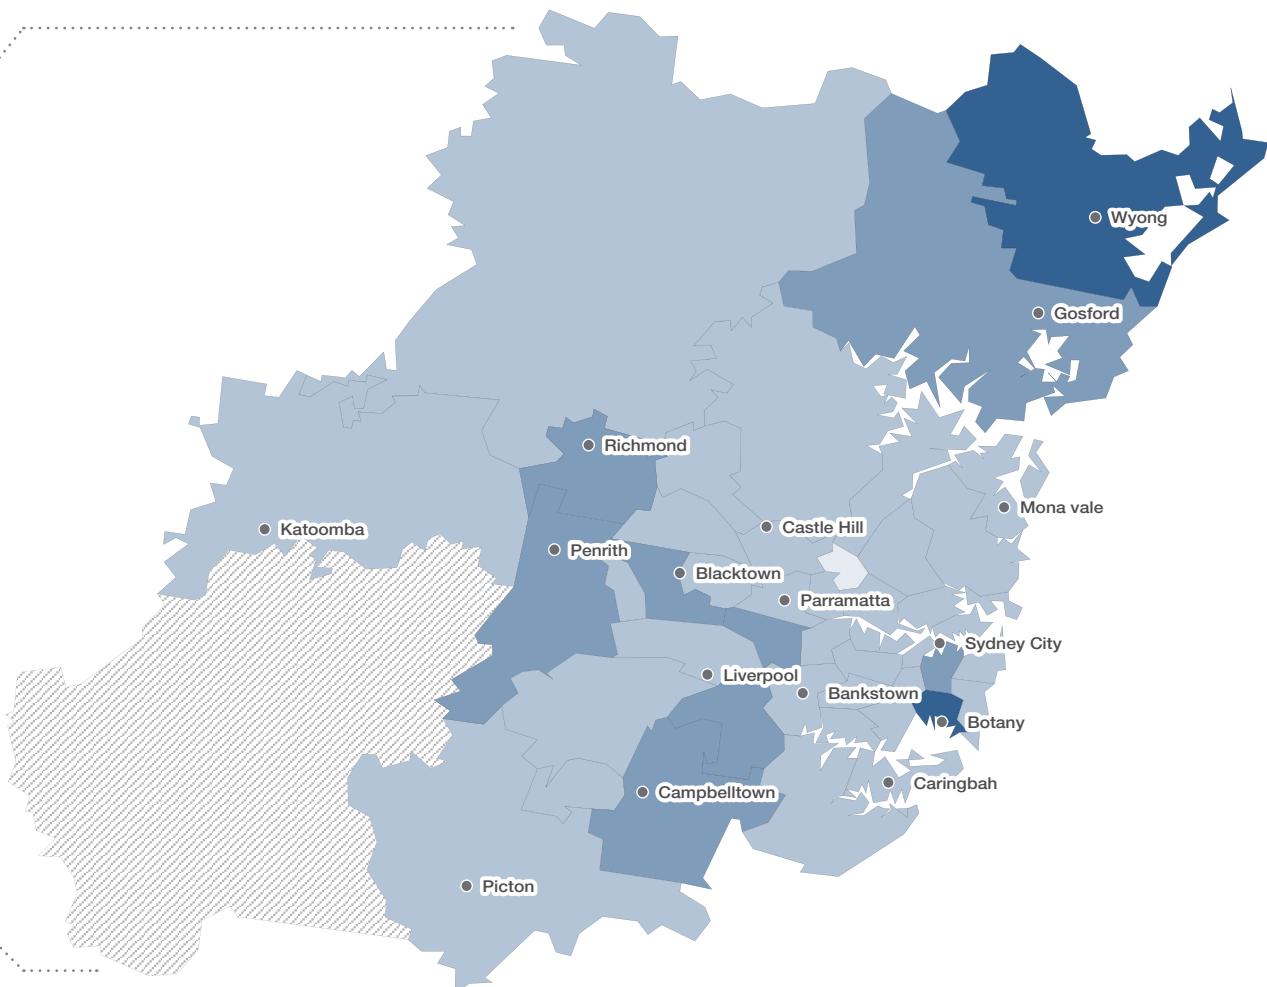 Wyong
Gosford
Richmond
Mona vale
Castle Hill
Katoomba
Penrith
Blacktown
Parramatta
Sydney City
Liverpool
Bankstown
Botany
Caringbah
Campbelltown
Picton